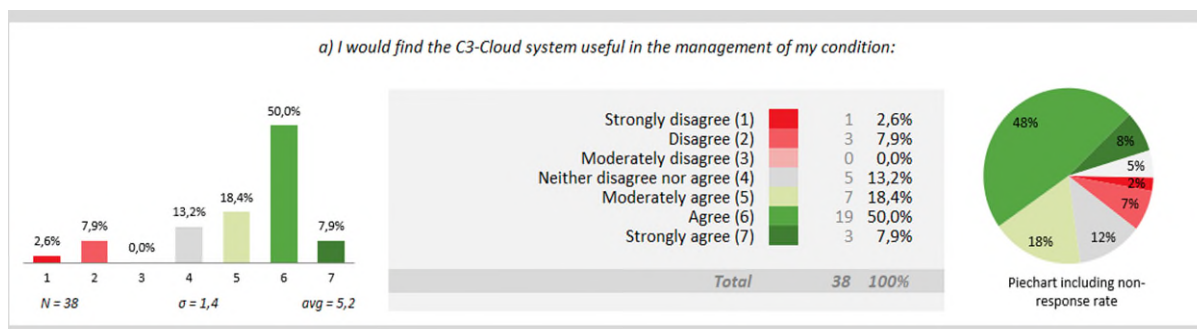 a) I would find the C3-Cloud system useful in the management of my condition:
50,0%
18,4%
13,2%
7,9%
7,9%
2,6%
0,0%
1 2 3 4 5 6 7
N = 38 σ = 1,4 avg = 5,2
Strongly disagree (1) 1 2,6%
Disagree (2) 3 7,9%
Moderately disagree (3) 0 0,0%
Neither disagree nor agree (4) 5 13,2%
Moderately agree (5) 7 18,4%
Agree (6) 19 50,0%
Strongly agree (7) 3 7,9%
Total 38 100%
48%
8%
5%
2%
7%
12%
18%
Piechart including non-
response rate